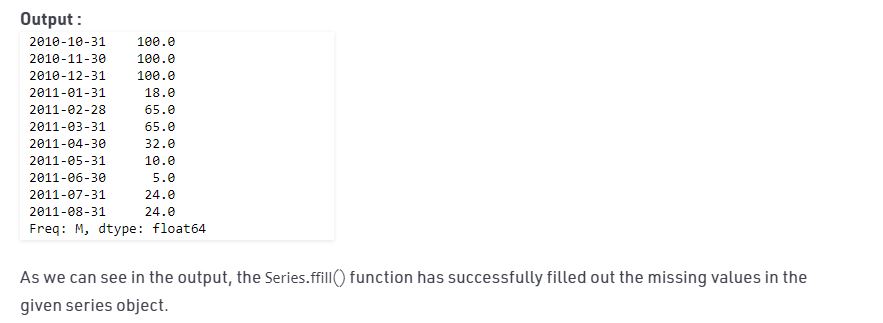 Output :
2010-10-31    100.0
2010-11-30    100.0
2010-12-31    100.0
2011-01-31     18.0
2011-02-28     65.0
2011-03-31     65.0
2011-04-30     32.0
2011-05-31     10.0
2011-06-30      5.0
2011-07-31     24.0
2011-08-31     24.0
Freq: M, dtype: float64
As we can see in the output, the Series.ffill() function has successfully filled out the missing values in the
given series object.